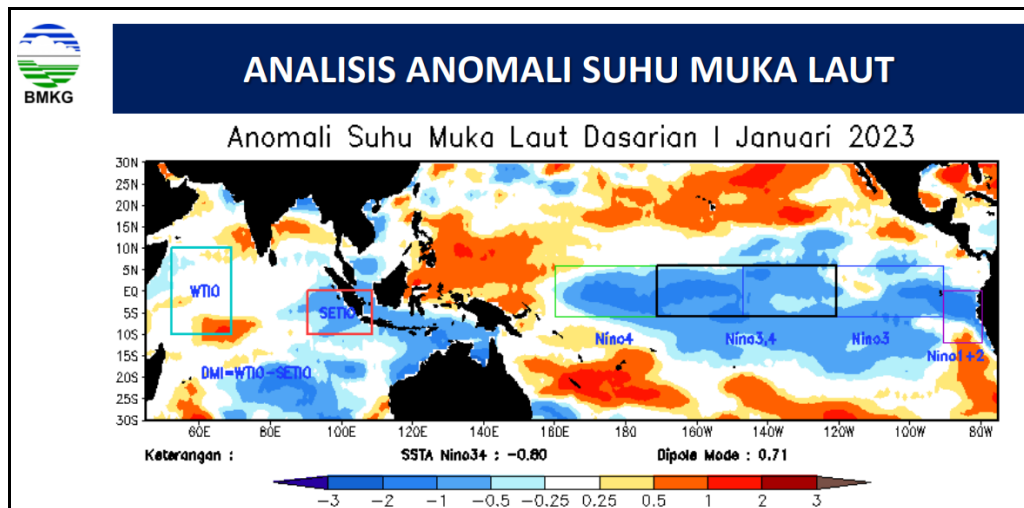 BMKG
ANALISIS ANOMALI SUHU MUKA LAUT
Anomali Suhu Muka Laut Dasarian I Januari 2023
30N
25N
20N
15N
10N
5N
EQ
5S
10S
15S
20S
25S
30S
WTIO
SETIO
DMI=WTIO-SETIO
Nino4
Nino3,4
Nino3
Nino1+2
60E 80E 100E 120E 140E 160E 180 160W 140W 120W 100W 80W
Keterangan : SSTA Nino34 : -0.80 Dipole Mode : 0.71
-3 -2 -1 -0.5 -0.25 0.25 0.5 1 2 3